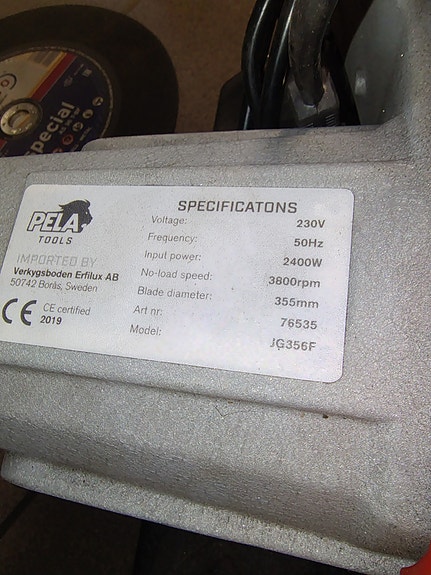 special
PELA
TOOLS
IMPORTED BY
Verkygsboden Erfilux AB
50742 Borås, Sweden
CE CE certified
2019
SPECIFICATONS
Voltage: 230V
Frequency: 50Hz
Input power: 2400W
No-load speed: 3800rpm
Blade diameter: 355mm
Art nr: 76535
Model: JG356F